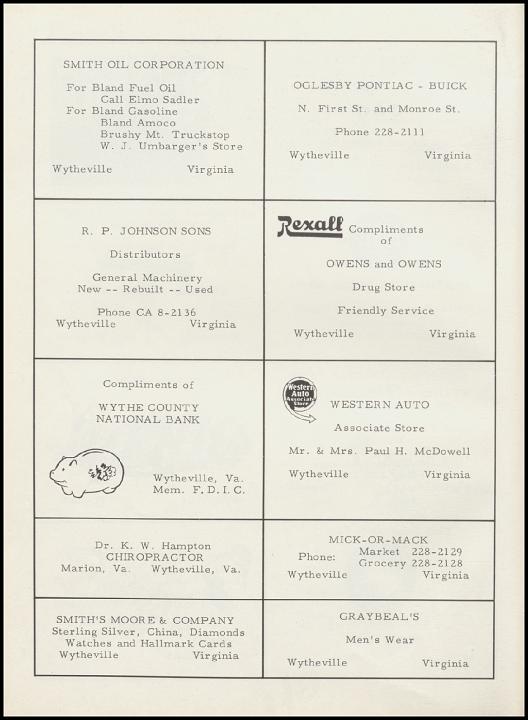 SMITH OIL CORPORATION
For Bland Fuel Oil
Call Elmo Sadler
For Bland Gasoline
Bland Amoco
Brushy Mt. Truckstop
W. J. Umbarger's Store
Wytheville Virginia
OGLESBY PONTIAC - BUICK
N. First St. and Monroe St.
Phone 228-2111
Wytheville Virginia
R. P. JOHNSON SONS
Distributors
General Machinery
New -- Rebuilt -- Used
Phone CA 8-2136
Wytheville Virginia
Rexall Compliments
of
OWENS and OWENS
Drug Store
Friendly Service
Wytheville Virginia
Compliments of
WYTHE COUNTY
NATIONAL BANK
Wytheville, Va.
Mem. F. D. I. C.
Western
Auto
Associate
Store
WESTERN AUTO
Associate Store
Mr. & Mrs. Paul H. McDowell
Wytheville Virginia
Dr. K. W. Hampton
CHIROPRACTOR
Marion, Va. Wytheville, Va.
MICK-OR-MACK
Phone: Market 228-2129
Grocery 228-2128
Wytheville Virginia
SMITH'S MOORE & COMPANY
Sterling Silver, China, Diamonds
Watches and Hallmark Cards
Wytheville Virginia
GRAYBEAL'S
Men's Wear
Wytheville Virginia